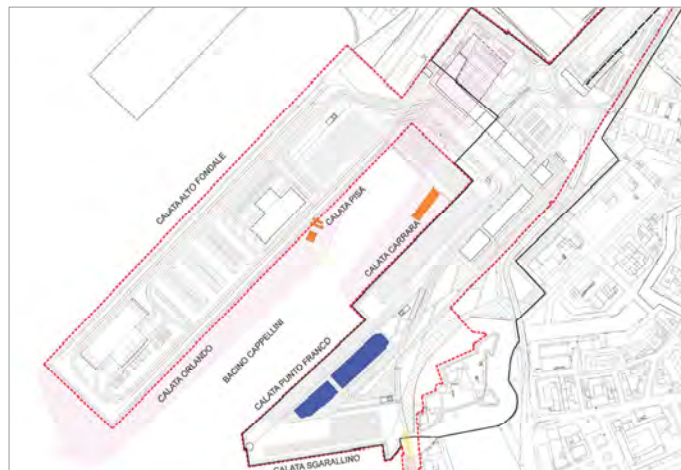 CALATA ALTO FONDALE
CALATA PISA
CALATA CARRARA
BACINO CAPPELLINI
CALATA ORLANDO
CALATA PUNTO FRANCO
CALATA SGARALLINO